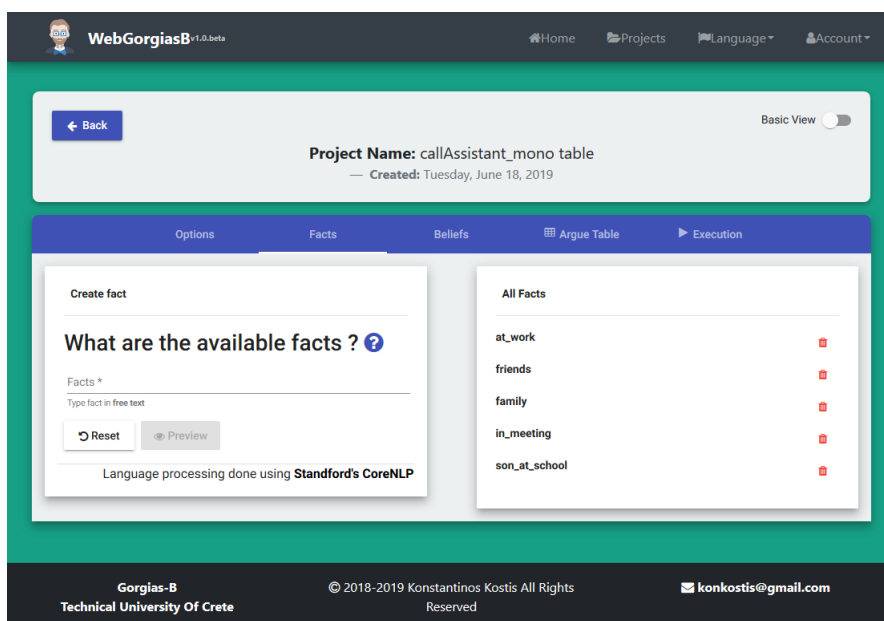 WebGorgiasB v1.0.beta
Home Projects Language Account
Back
Basic View
Project Name: callAssistant_mono table
— Created: Tuesday, June 18, 2019
Options Facts Beliefs Argue Table Execution
Create fact
What are the available facts ?
Facts *
Type fact in free text
Reset Preview
Language processing done using Standford's CoreNLP
All Facts
at_work
friends
family
in_meeting
son_at_school
Gorgias-B
Technical University Of Crete
© 2018-2019 Konstantinos Kostis All Rights
Reserved
konkostis@gmail.com